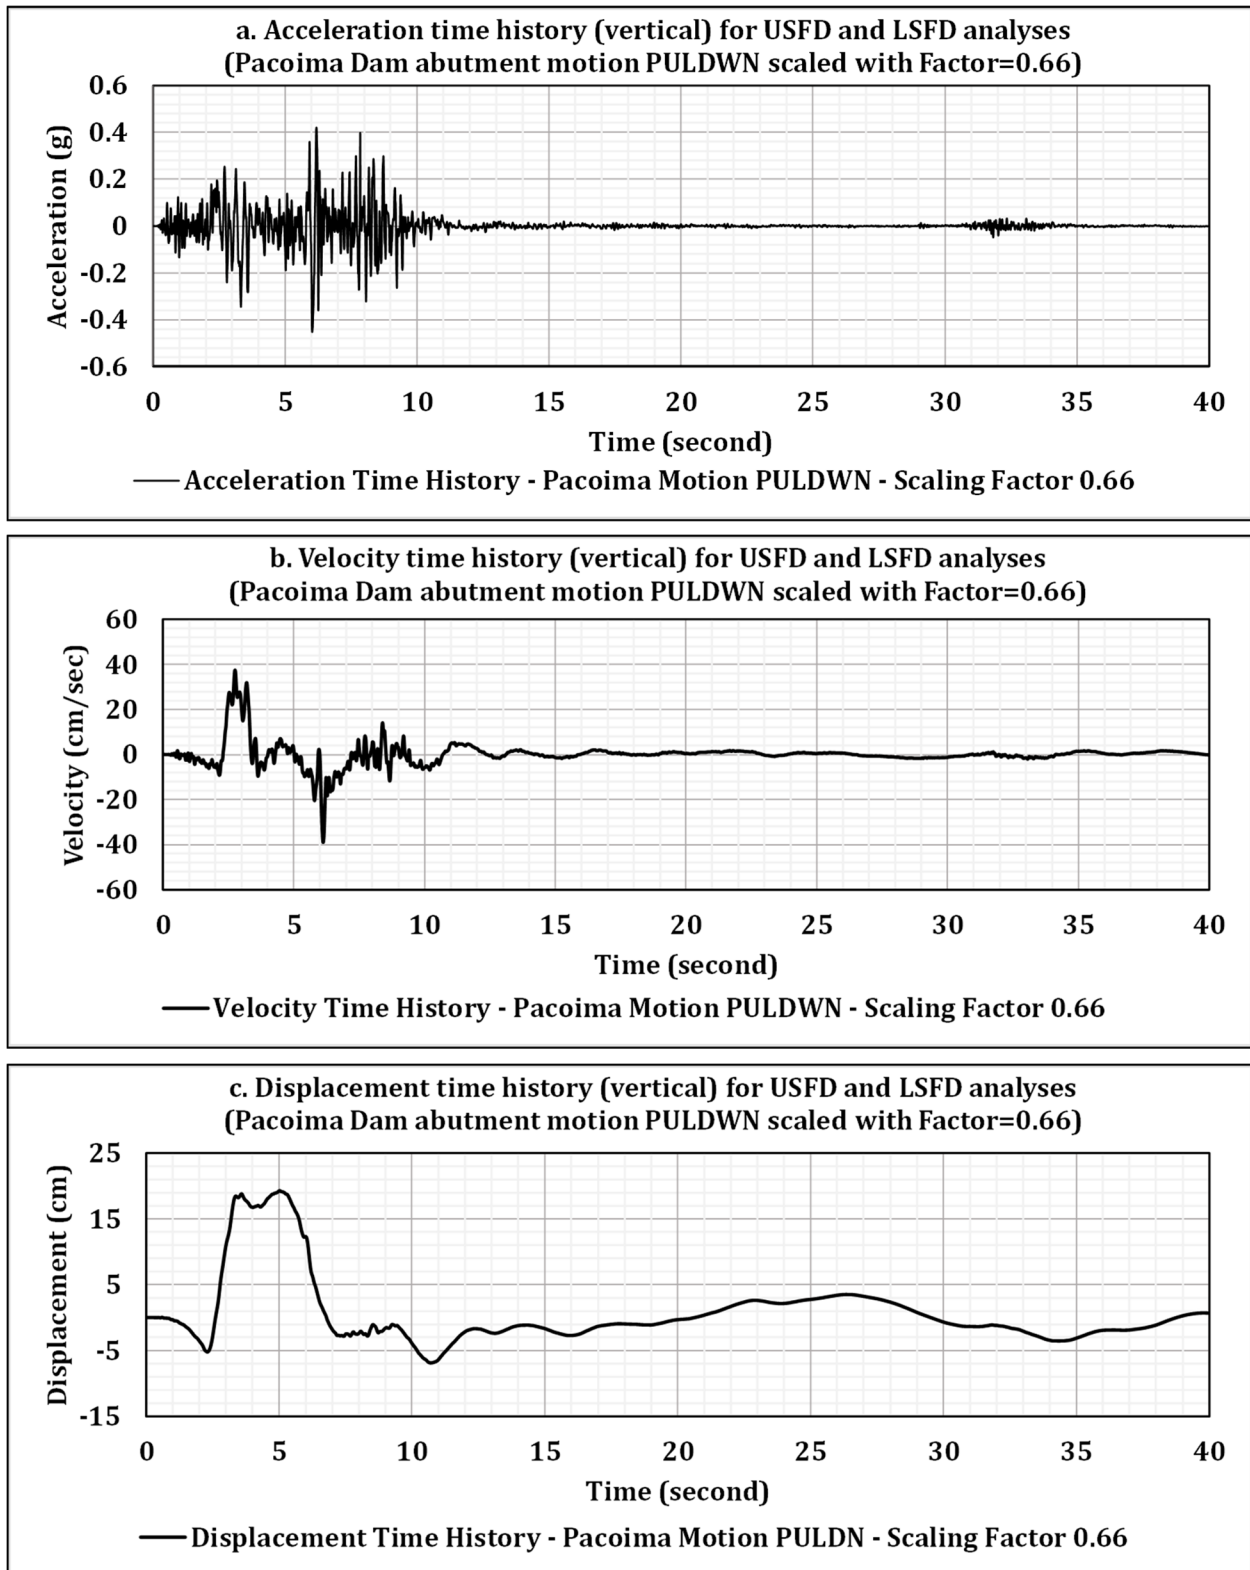 a. Acceleration time history (vertical) for USFD and LSFD analyses
(Pacoima Dam abutment motion PULDWN scaled with Factor=0.66)
Acceleration (g)
0.6
0.4
0.2
0
-0.2
-0.4
-0.6
0 5 10 15 20 25 30 35 40
Time (second)
Acceleration Time History - Pacoima Motion PULDWN - Scaling Factor 0.66
b. Velocity time history (vertical) for USFD and LSFD analyses
(Pacoima Dam abutment motion PULDWN scaled with Factor=0.66)
Velocity (cm/sec)
60
40
20
0
-20
-40
-60
0 5 10 15 20 25 30 35 40
Time (second)
Velocity Time History - Pacoima Motion PULDWN - Scaling Factor 0.66
c. Displacement time history (vertical) for USFD and LSFD analyses
(Pacoima Dam abutment motion PULDWN scaled with Factor=0.66)
Displacement (cm)
25
15
5
-5
-15
0 5 10 15 20 25 30 35 40
Time (second)
Displacement Time History - Pacoima Motion PULDN - Scaling Factor 0.66